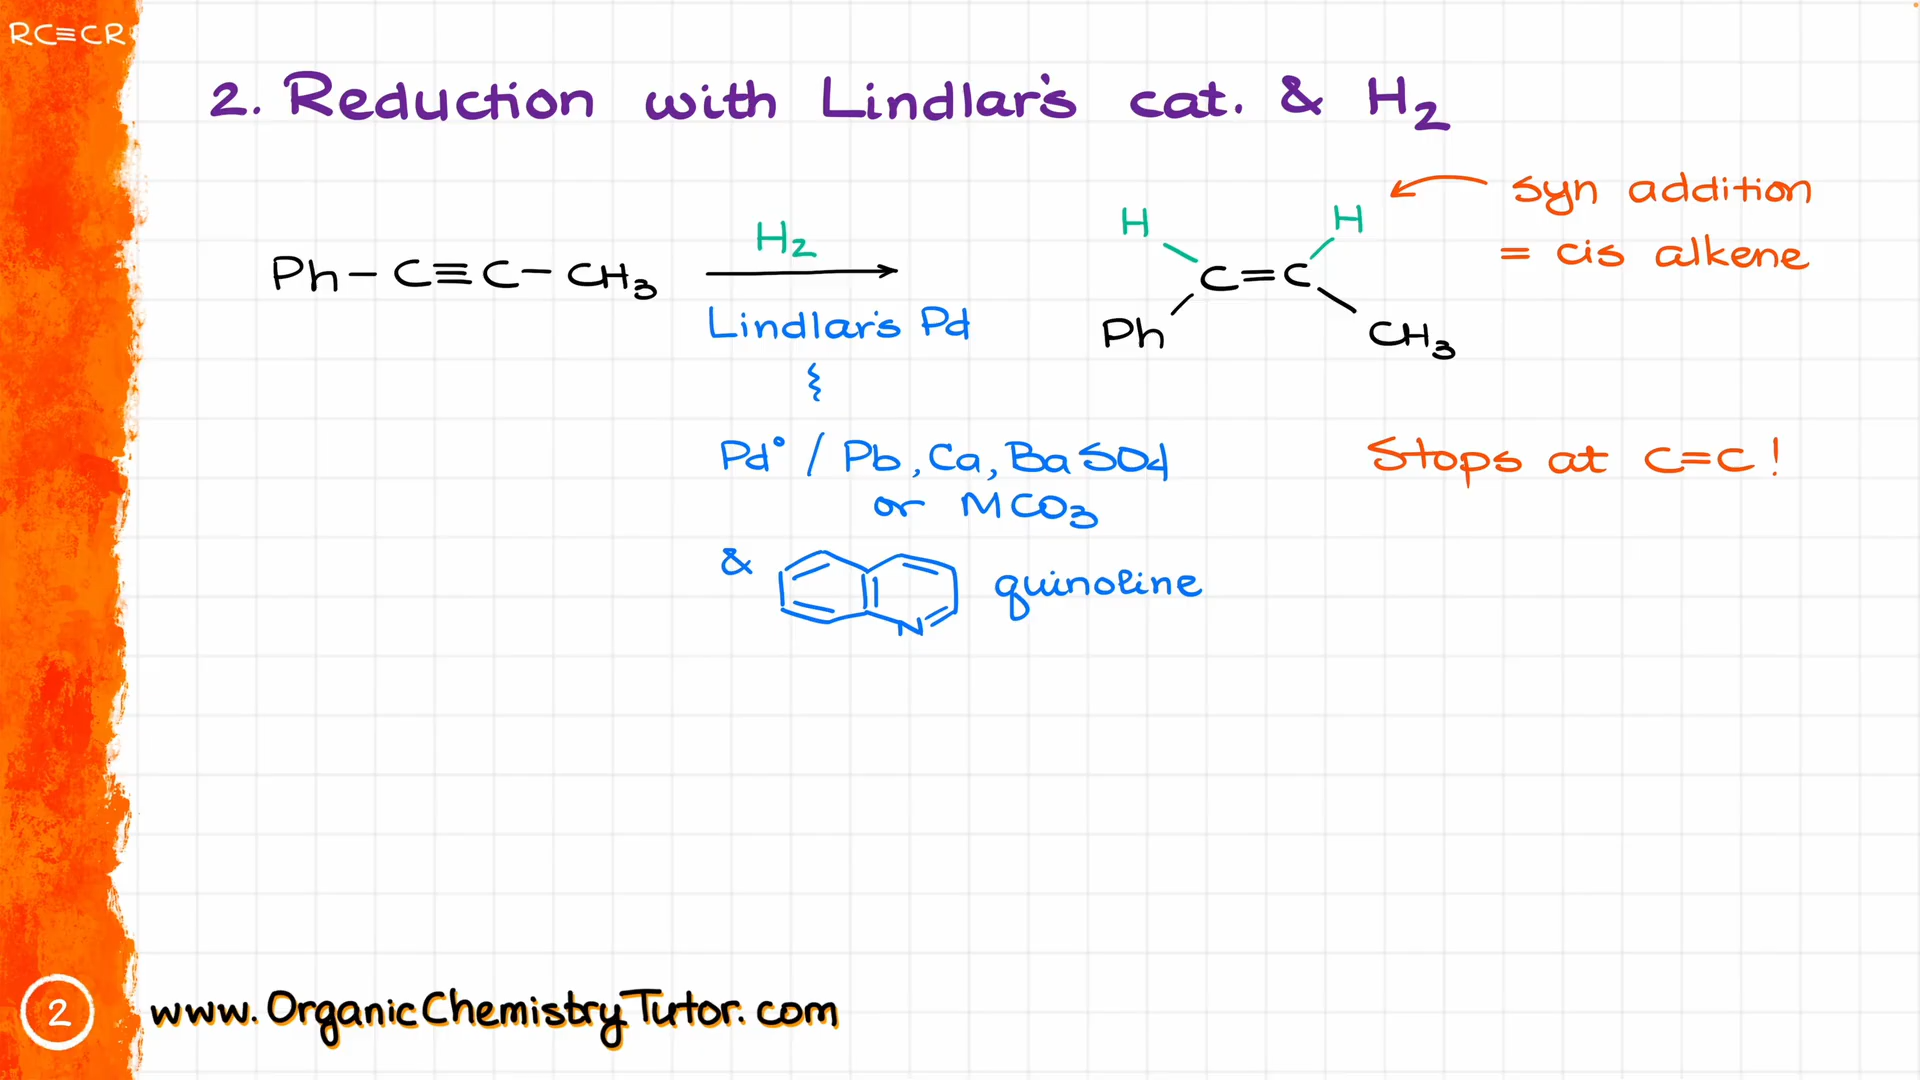 RC≡CR
2. Reduction with Lindlar's cat. & H₂
syn addition
= cis alkene
H H
H₂
Ph–C≡C–CH₃
C=C
Lindlar's Pd
Ph CH₃
Pd° / Pb, Ca, BaSO₄
Stops at C=C!
or MCO₃
&
quinoline
N
2
www.OrganicChemistryTutor.com